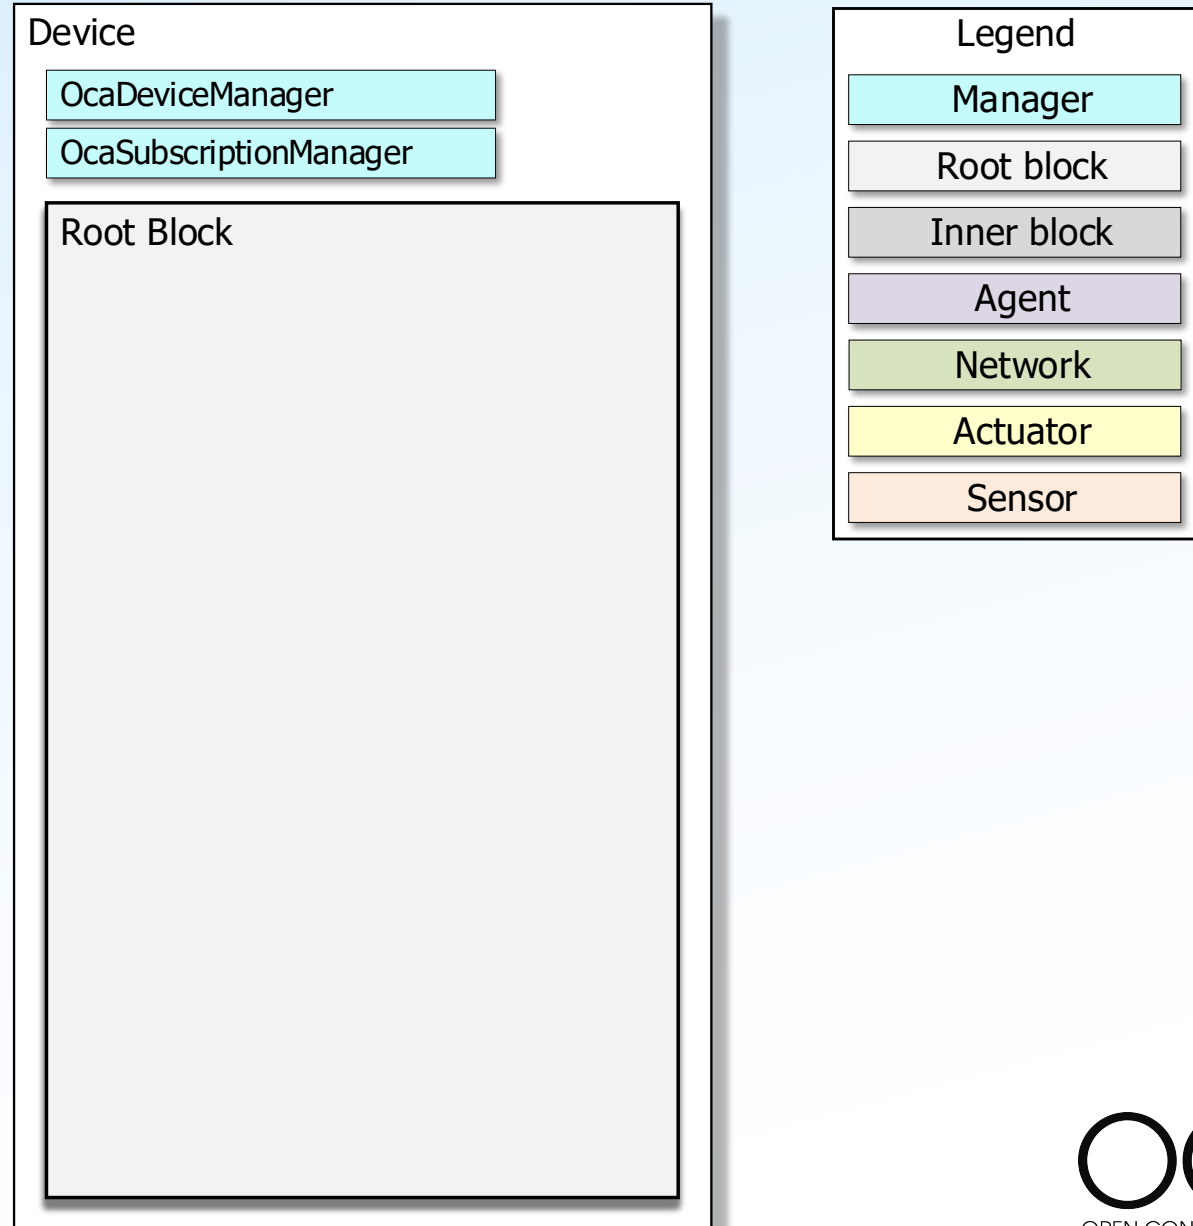 Device
OcaDeviceManager
OcaSubscriptionManager
Root Block
Legend
Manager
Root block
Inner block
Agent
Network
Actuator
Sensor